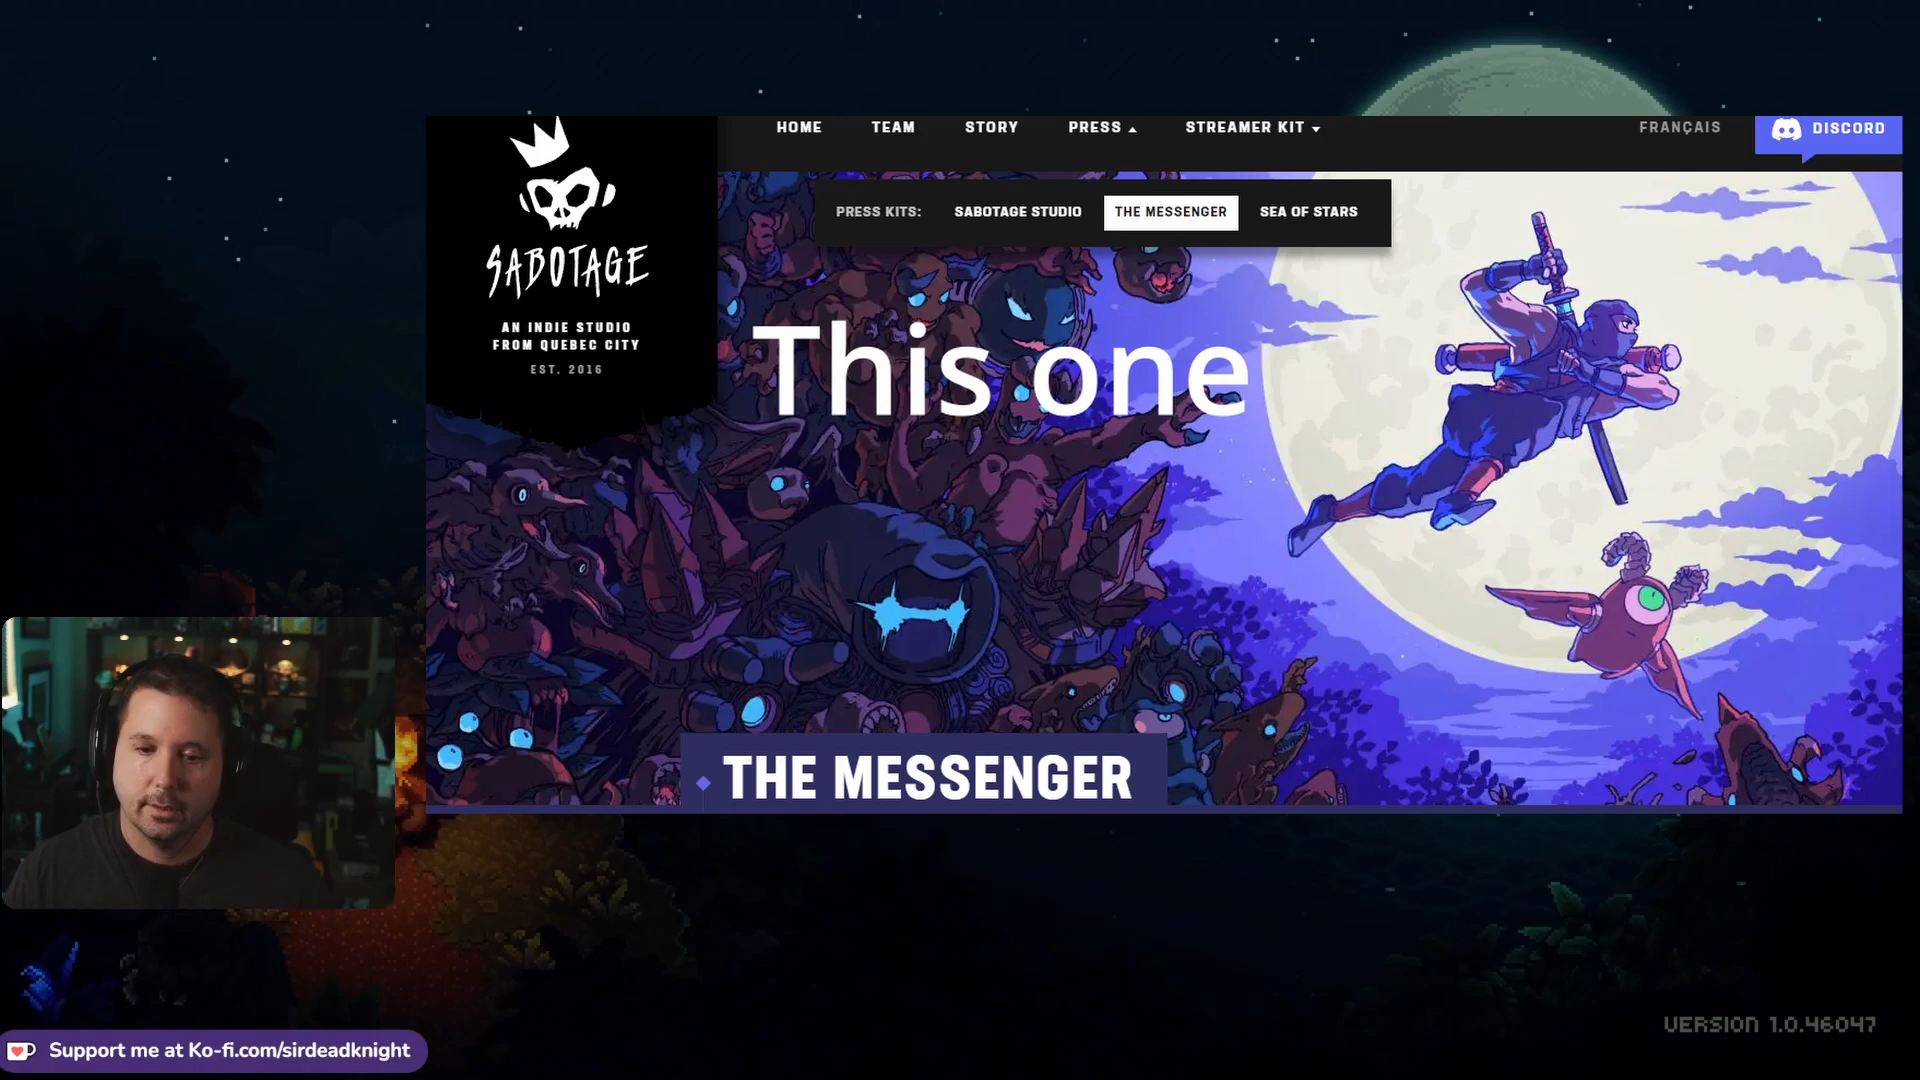 HOME TEAM STORY PRESS STREAMER KIT FRANÇAIS DISCORD
PRESS KITS: SABOTAGE STUDIO THE MESSENGER SEA OF STARS
SABOTAGE
AN INDIE STUDIO
FROM QUEBEC CITY
EST. 2016
This one
THE MESSENGER
VERSION 1.0.46047
Support me at Ko-fi.com/sirdeadknight